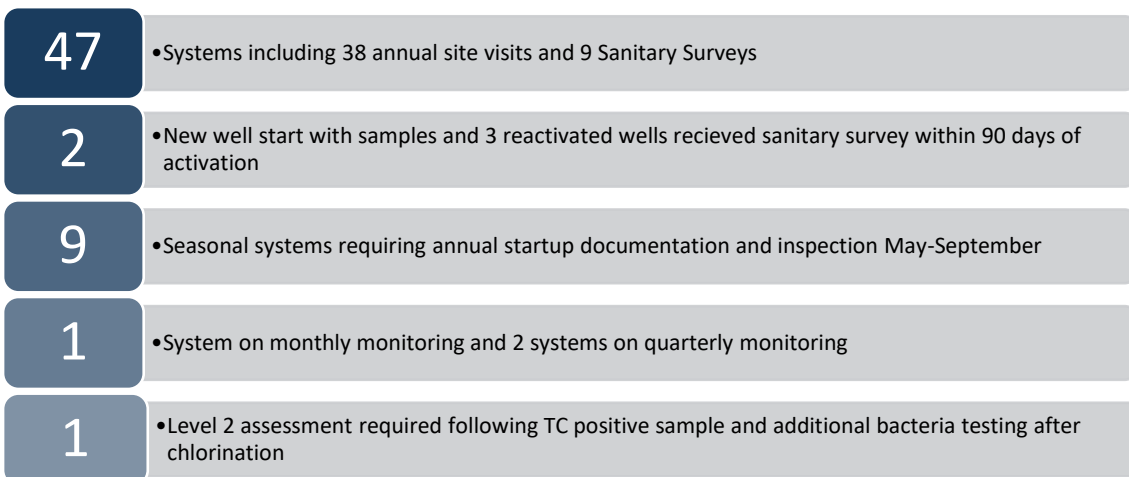 47
•Systems including 38 annual site visits and 9 Sanitary Surveys
2
•New well start with samples and 3 reactivated wells recieved sanitary survey within 90 days of
activation
9
•Seasonal systems requiring annual startup documentation and inspection May-September
1
•System on monthly monitoring and 2 systems on quarterly monitoring
1
•Level 2 assessment required following TC positive sample and additional bacteria testing after
chlorination